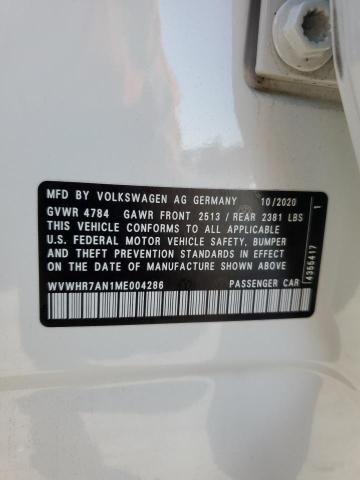 MFD BY VOLKSWAGEN AG GERMANY 10/2020
GVWR 4784 GAWR FRONT 2513 / REAR 2381 LBS
THIS VEHICLE CONFORMS TO ALL APPLICABLE
U.S. FEDERAL MOTOR VEHICLE SAFETY, BUMPER
AND THEFT PREVENTION STANDARDS IN EFFECT
ON THE DATE OF MANUFACTURE SHOWN ABOVE.
WVWHR7AN1ME004286 PASSENGER CAR
4355417 1